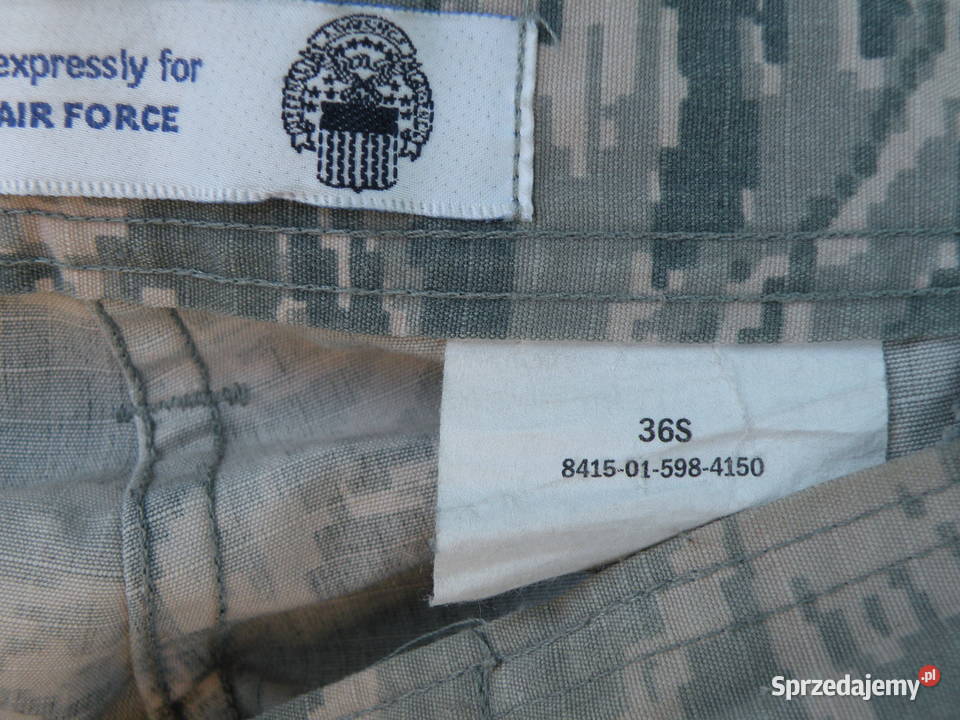 expressly for
AIR FORCE
36S
8415-01-598-4150
Sprzedajemy.pl